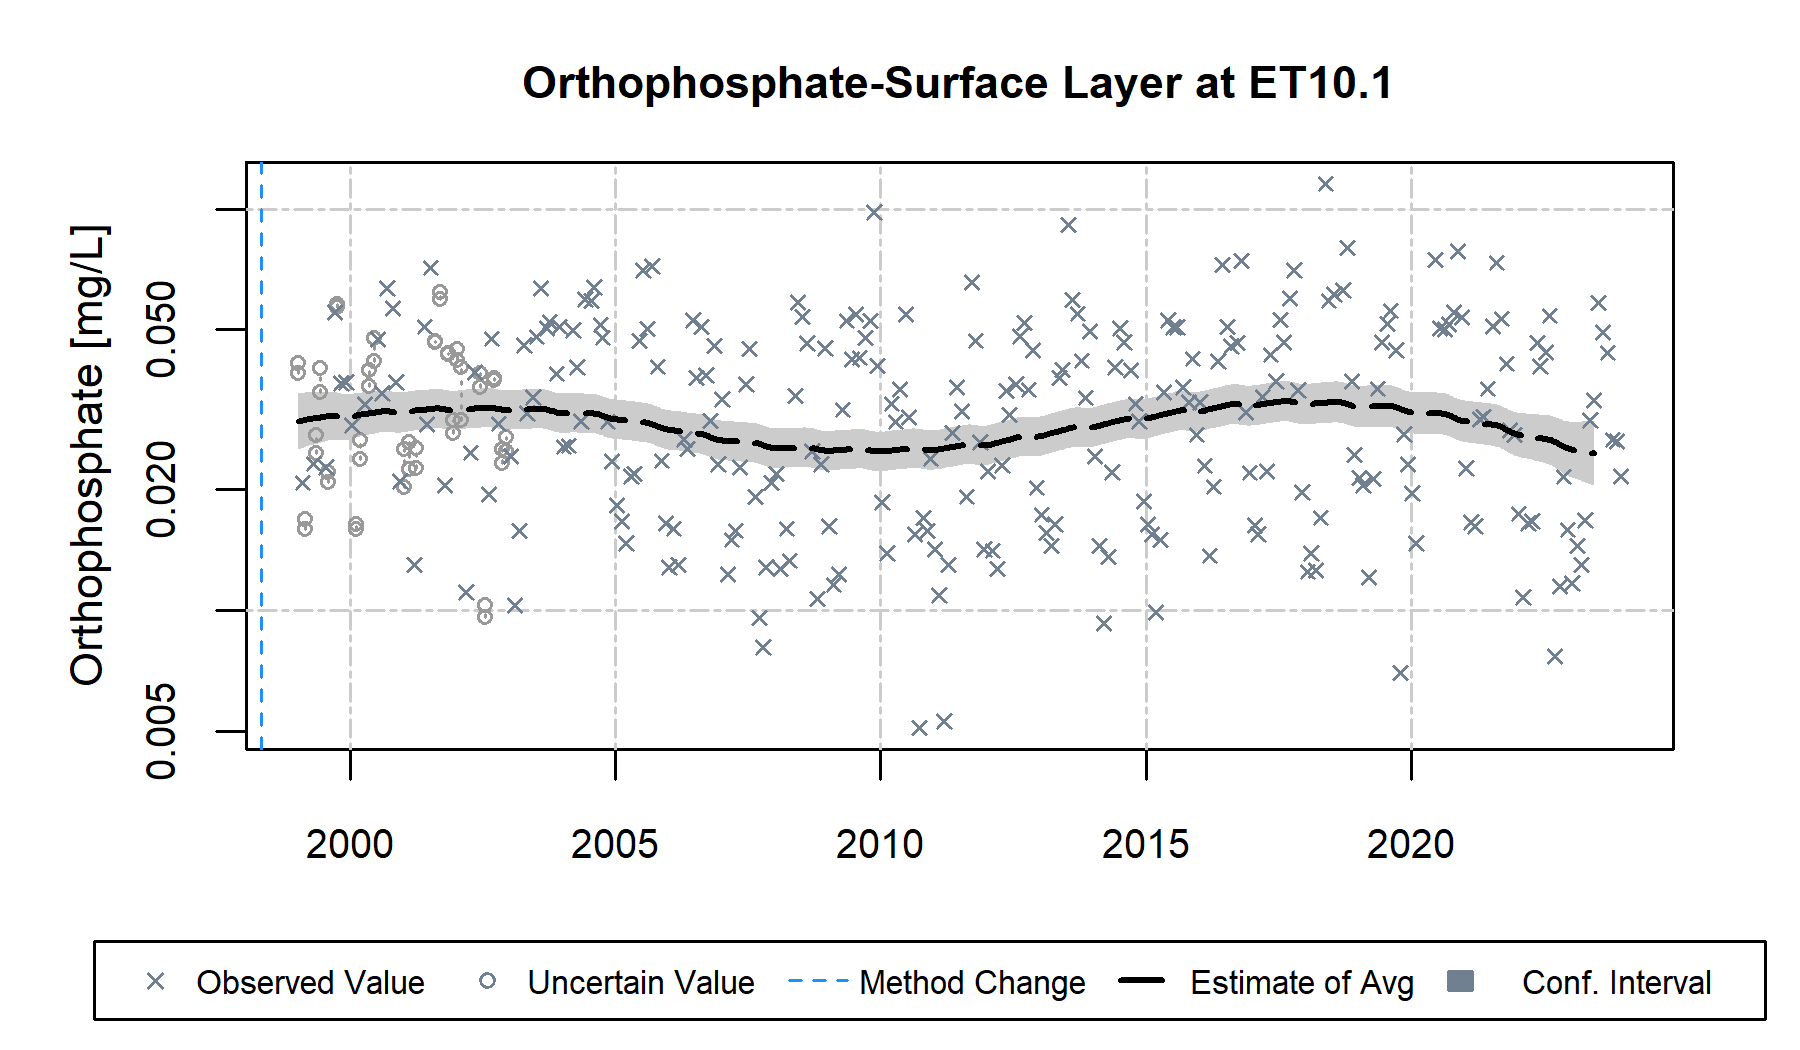 Orthophosphate-Surface Layer at ET10.1
Orthophosphate [mg/L]
0.050
0.020
0.005
2000 2005 2010 2015 2020
Observed Value Uncertain Value Method Change Estimate of Avg Conf. Interval